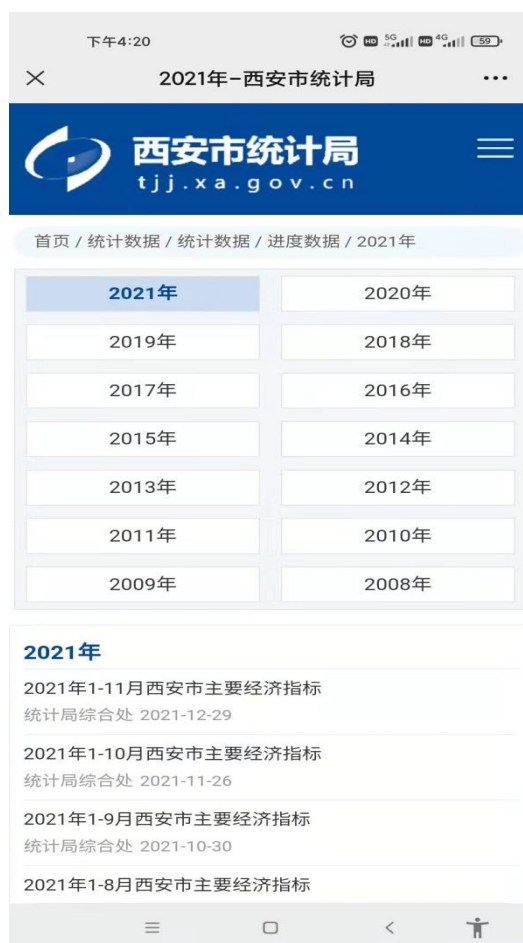 下午4:20
HD 5G HD 4G 59
2021年-西安市统计局
西安市统计局
tjj.xa.gov.cn
首页 / 统计数据 / 统计数据 / 进度数据 / 2021年
2021年 2020年
2019年 2018年
2017年 2016年
2015年 2014年
2013年 2012年
2011年 2010年
2009年 2008年
2021年
2021年1-11月西安市主要经济指标
统计局综合处 2021-12-29
2021年1-10月西安市主要经济指标
统计局综合处 2021-11-26
2021年1-9月西安市主要经济指标
统计局综合处 2021-10-30
2021年1-8月西安市主要经济指标